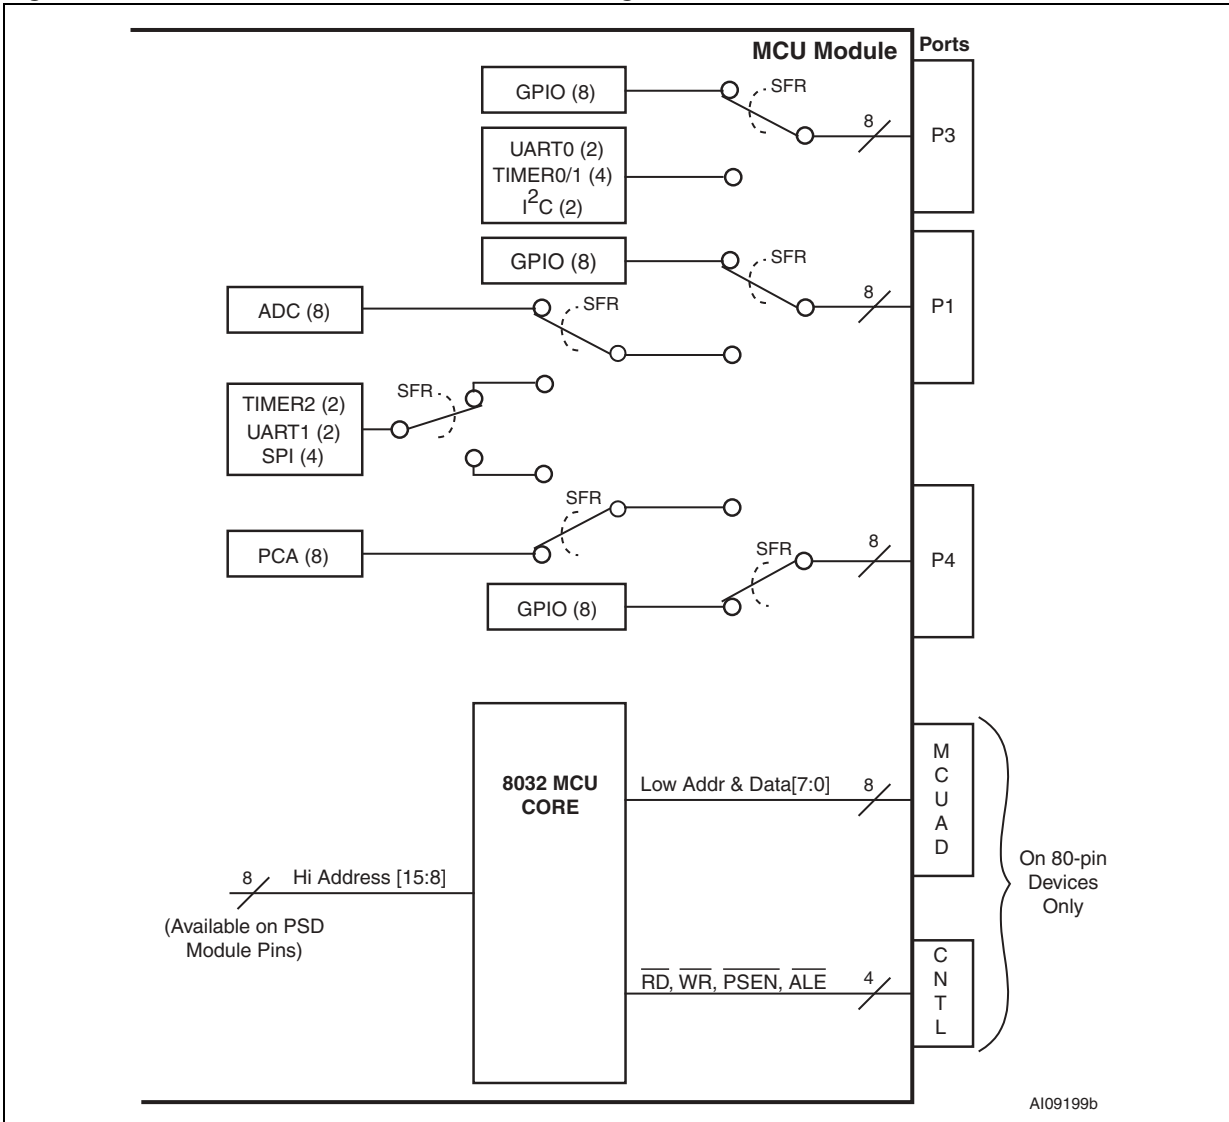 MCU Module
Ports
GPIO (8)
SFR
8
P3
UART0 (2)
TIMER0/1 (4)
I2C (2)
GPIO (8)
SFR
8
P1
ADC (8)
SFR
TIMER2 (2)
UART1 (2)
SPI (4)
SFR
SFR
PCA (8)
SFR
8
P4
GPIO (8)
8032 MCU
CORE
Low Addr & Data[7:0]
8
M
C
U
A
D
8
Hi Address [15:8]
(Available on PSD
Module Pins)
On 80-pin
Devices
Only
RD, WR, PSEN, ALE
4
C
N
T
L
AI09199b